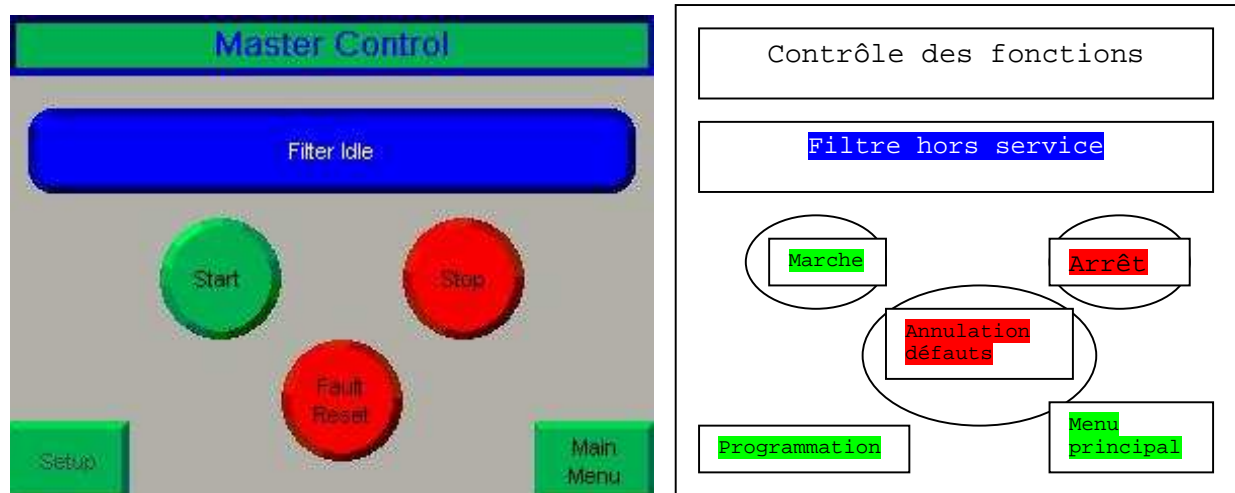 Master Control
Filter Idle
Start
Stop
Fault
Reset
Setup
Main
Menu
Contrôle des fonctions
Filtre hors service
Marche
Arrêt
Annulation
défauts
Programmation
Menu
principal